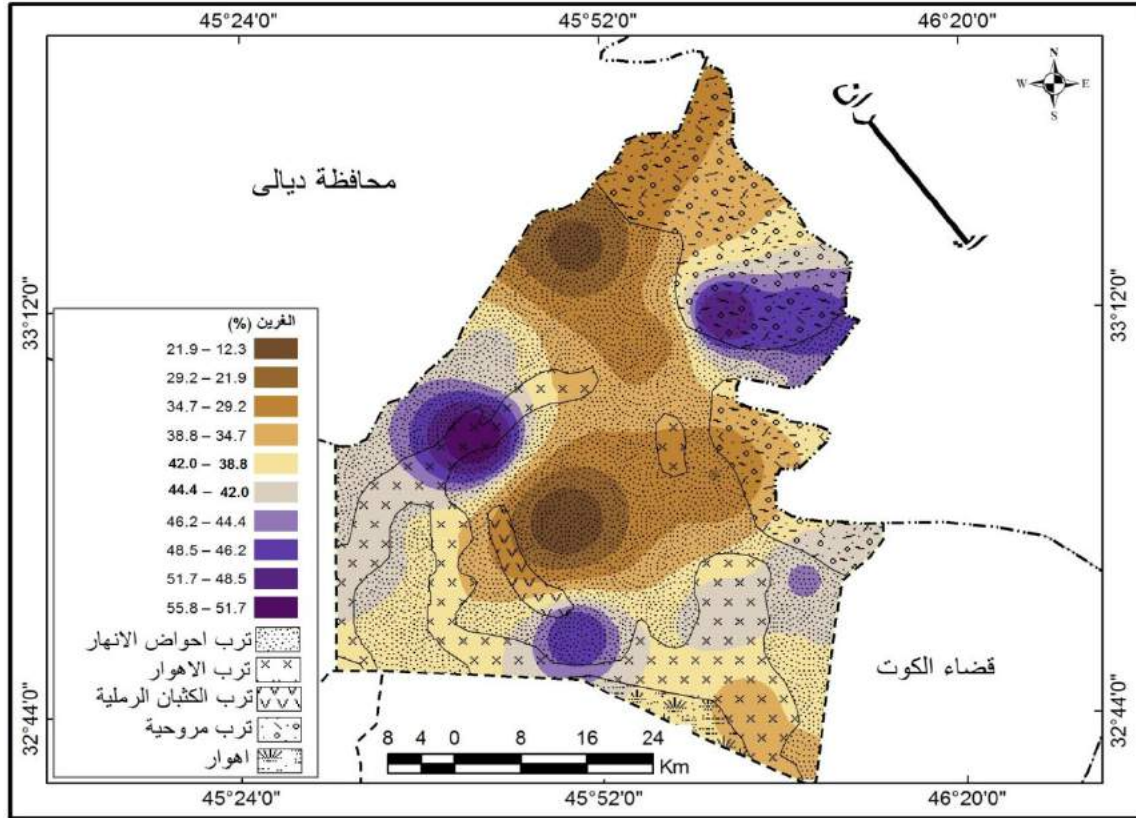 45°24'0"
45°52'0"
46°20'0"
N
W E
S
ايران
محافظة ديالى
33°12'0"
33°12'0"
الغرين (%)
21.9 – 12.3
29.2 – 21.9
34.7 – 29.2
38.8 – 34.7
42.0 – 38.8
44.4 – 42.0
46.2 – 44.4
48.5 – 46.2
51.7 – 48.5
55.8 – 51.7
ترب احواض الانهار
ترب الاهوار
ترب الكثبان الرملية
ترب مروحية
اهوار
قضاء الكوت
32°44'0"
32°44'0"
8 4 0 8 16 24
Km
45°24'0"
45°52'0"
46°20'0"